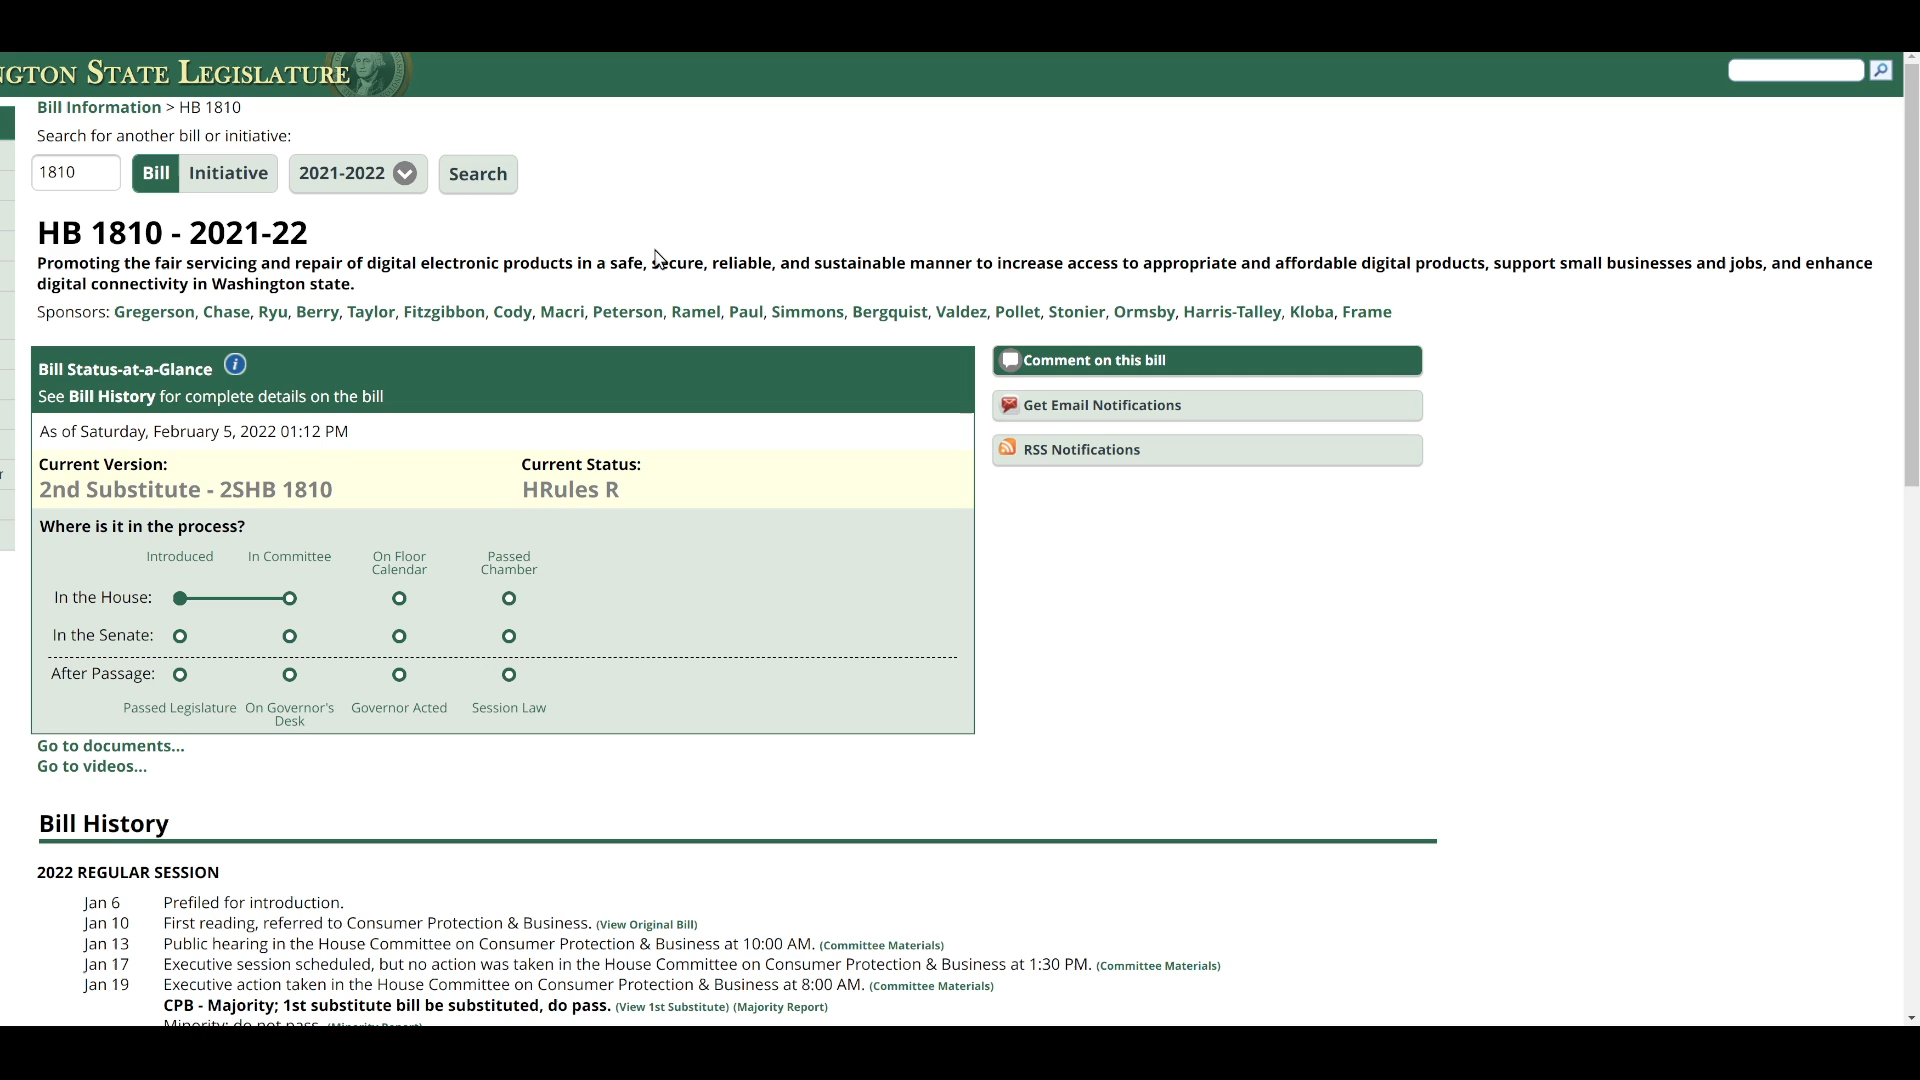 NGTON STATE LEGISLATURE
Bill Information > HB 1810
Search for another bill or initiative:
1810 Bill Initiative 2021-2022 Search
HB 1810 - 2021-22
Promoting the fair servicing and repair of digital electronic products in a safe, secure, reliable, and sustainable manner to increase access to appropriate and affordable digital products, support small businesses and jobs, and enhance
digital connectivity in Washington state.
Sponsors: Gregerson, Chase, Ryu, Berry, Taylor, Fitzgibbon, Cody, Macri, Peterson, Ramel, Paul, Simmons, Bergquist, Valdez, Pollet, Stonier, Ormsby, Harris-Talley, Kloba, Frame
Bill Status-at-a-Glance i
See Bill History for complete details on the bill
As of Saturday, February 5, 2022 01:12 PM
Current Version: Current Status:
2nd Substitute - 2SHB 1810 HRules R
Where is it in the process?
Introduced In Committee On Floor Calendar Passed Chamber
In the House:
In the Senate:
After Passage:
Passed Legislature On Governor's Desk Governor Acted Session Law
Comment on this bill
Get Email Notifications
RSS Notifications
Go to documents...
Go to videos...
Bill History
2022 REGULAR SESSION
Jan 6 Prefiled for introduction.
Jan 10 First reading, referred to Consumer Protection & Business. (View Original Bill)
Jan 13 Public hearing in the House Committee on Consumer Protection & Business at 10:00 AM. (Committee Materials)
Jan 17 Executive session scheduled, but no action was taken in the House Committee on Consumer Protection & Business at 1:30 PM. (Committee Materials)
Jan 19 Executive action taken in the House Committee on Consumer Protection & Business at 8:00 AM. (Committee Materials)
CPB - Majority; 1st substitute bill be substituted, do pass. (View 1st Substitute) (Majority Report)
Minority; do not pass. (Minority Report)